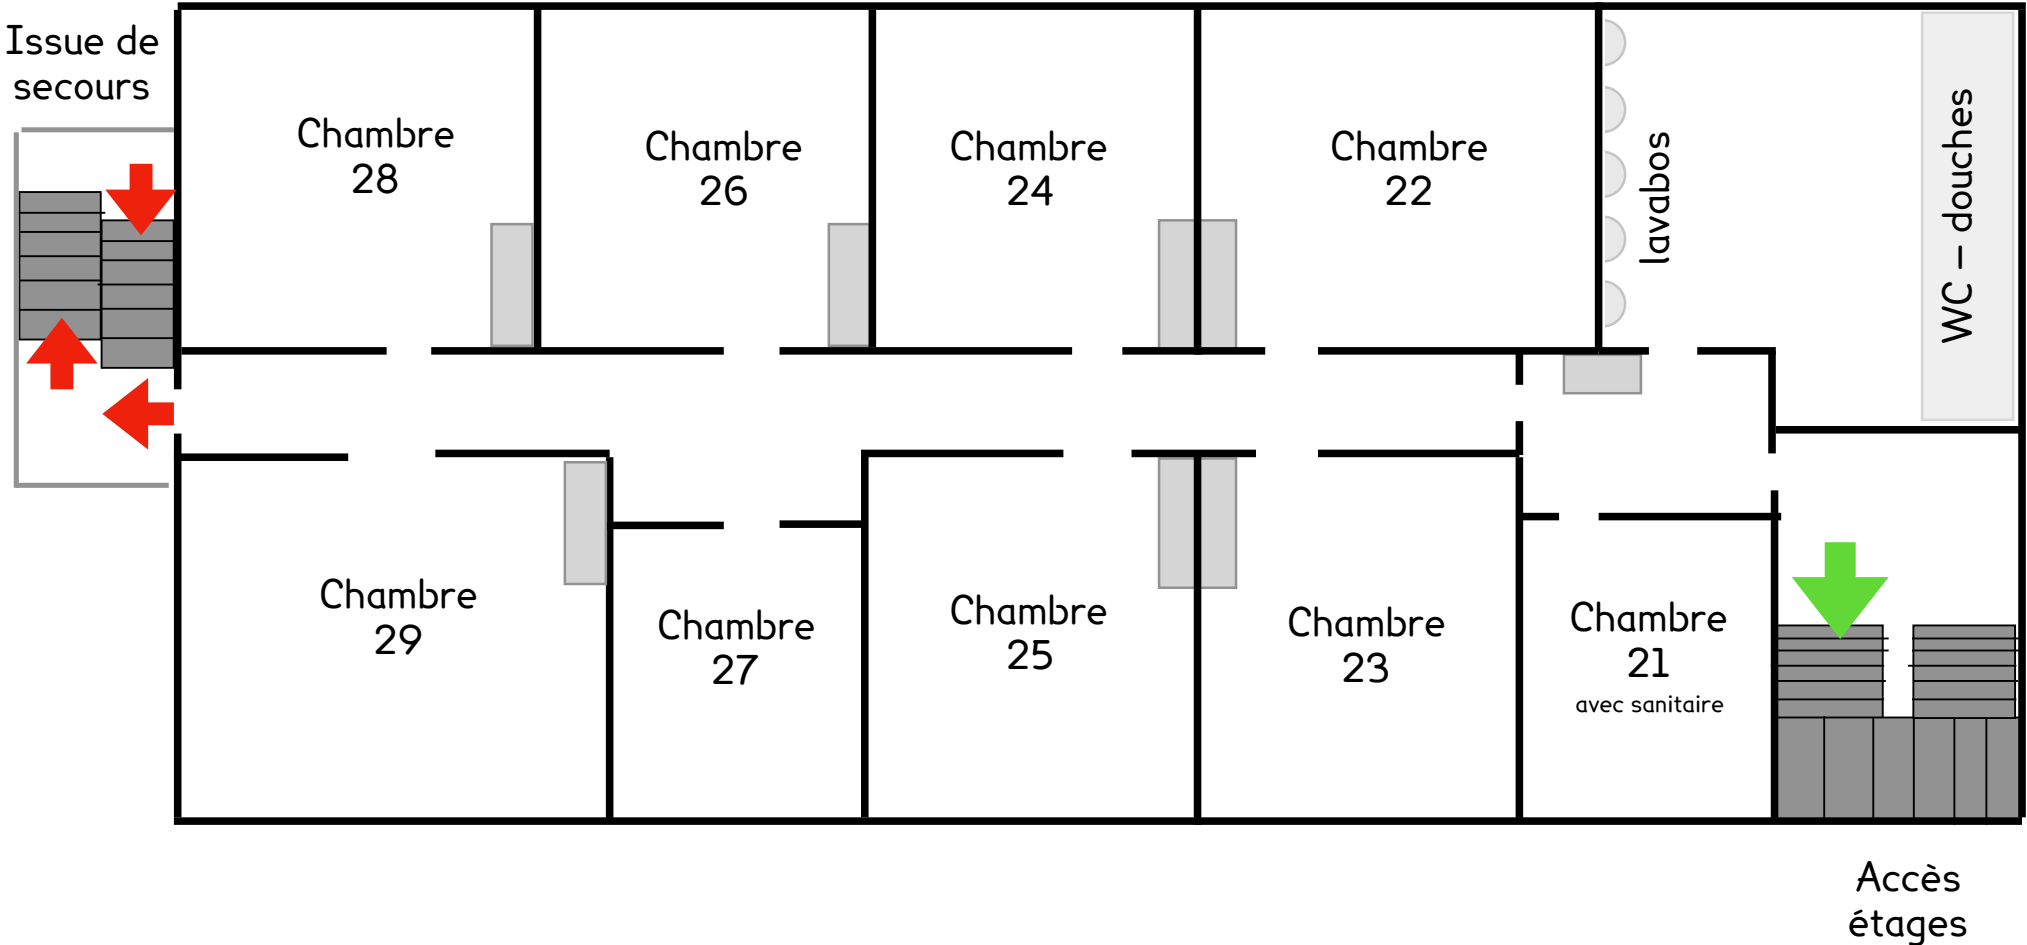 Issue de
secours
Chambre
28
Chambre
26
Chambre
24
Chambre
22
lavabos
WC – douches
Chambre
29
Chambre
27
Chambre
25
Chambre
23
Chambre
21
avec sanitaire
Accès
étages